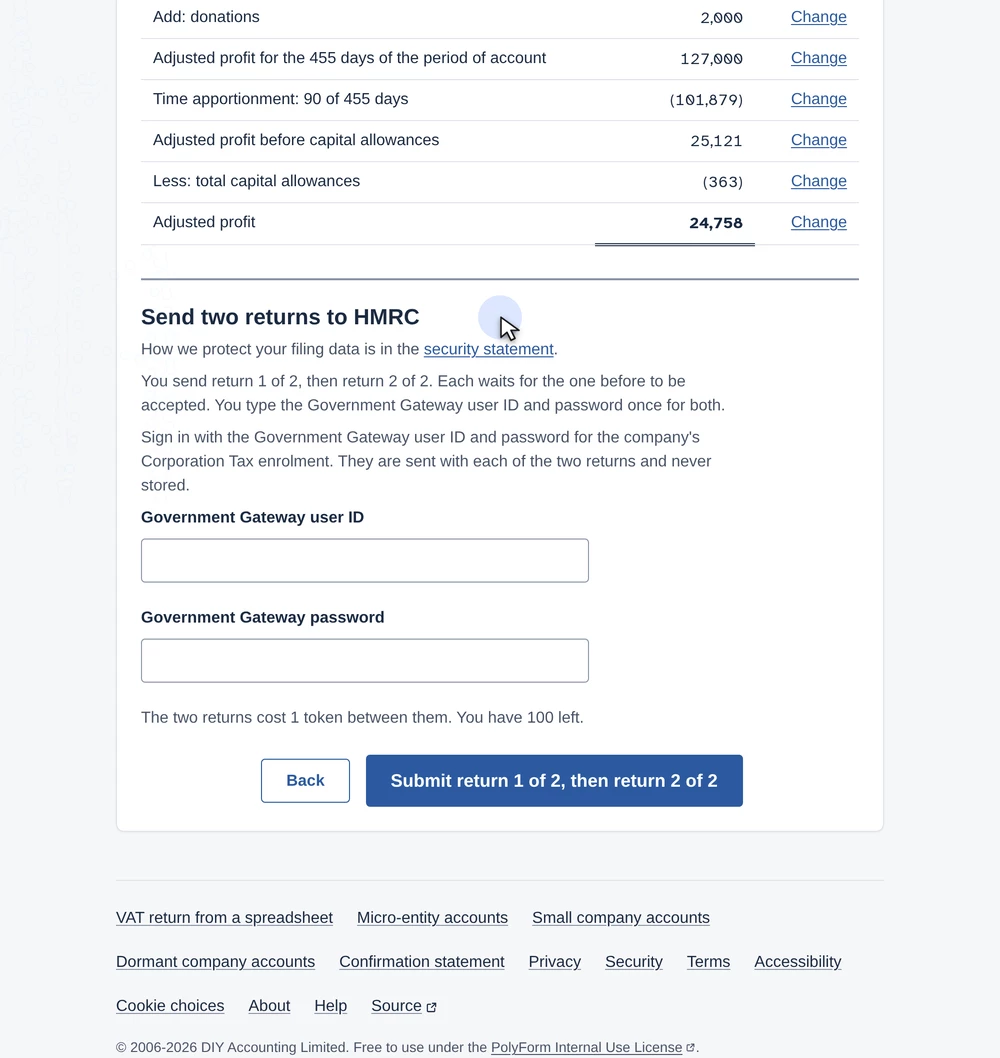 Add: donations 2,000 Change
Adjusted profit for the 455 days of the period of account 127,000 Change
Time apportionment: 90 of 455 days (101,879) Change
Adjusted profit before capital allowances 25,121 Change
Less: total capital allowances (363) Change
Adjusted profit 24,758 Change
Send two returns to HMRC
How we protect your filing data is in the security statement.
You send return 1 of 2, then return 2 of 2. Each waits for the one before to be
accepted. You type the Government Gateway user ID and password once for both.
Sign in with the Government Gateway user ID and password for the company's
Corporation Tax enrolment. They are sent with each of the two returns and never
stored.
Government Gateway user ID
Government Gateway password
The two returns cost 1 token between them. You have 100 left.
Back Submit return 1 of 2, then return 2 of 2
VAT return from a spreadsheet Micro-entity accounts Small company accounts
Dormant company accounts Confirmation statement Privacy Security Terms Accessibility
Cookie choices About Help Source
© 2006-2026 DIY Accounting Limited. Free to use under the PolyForm Internal Use License.